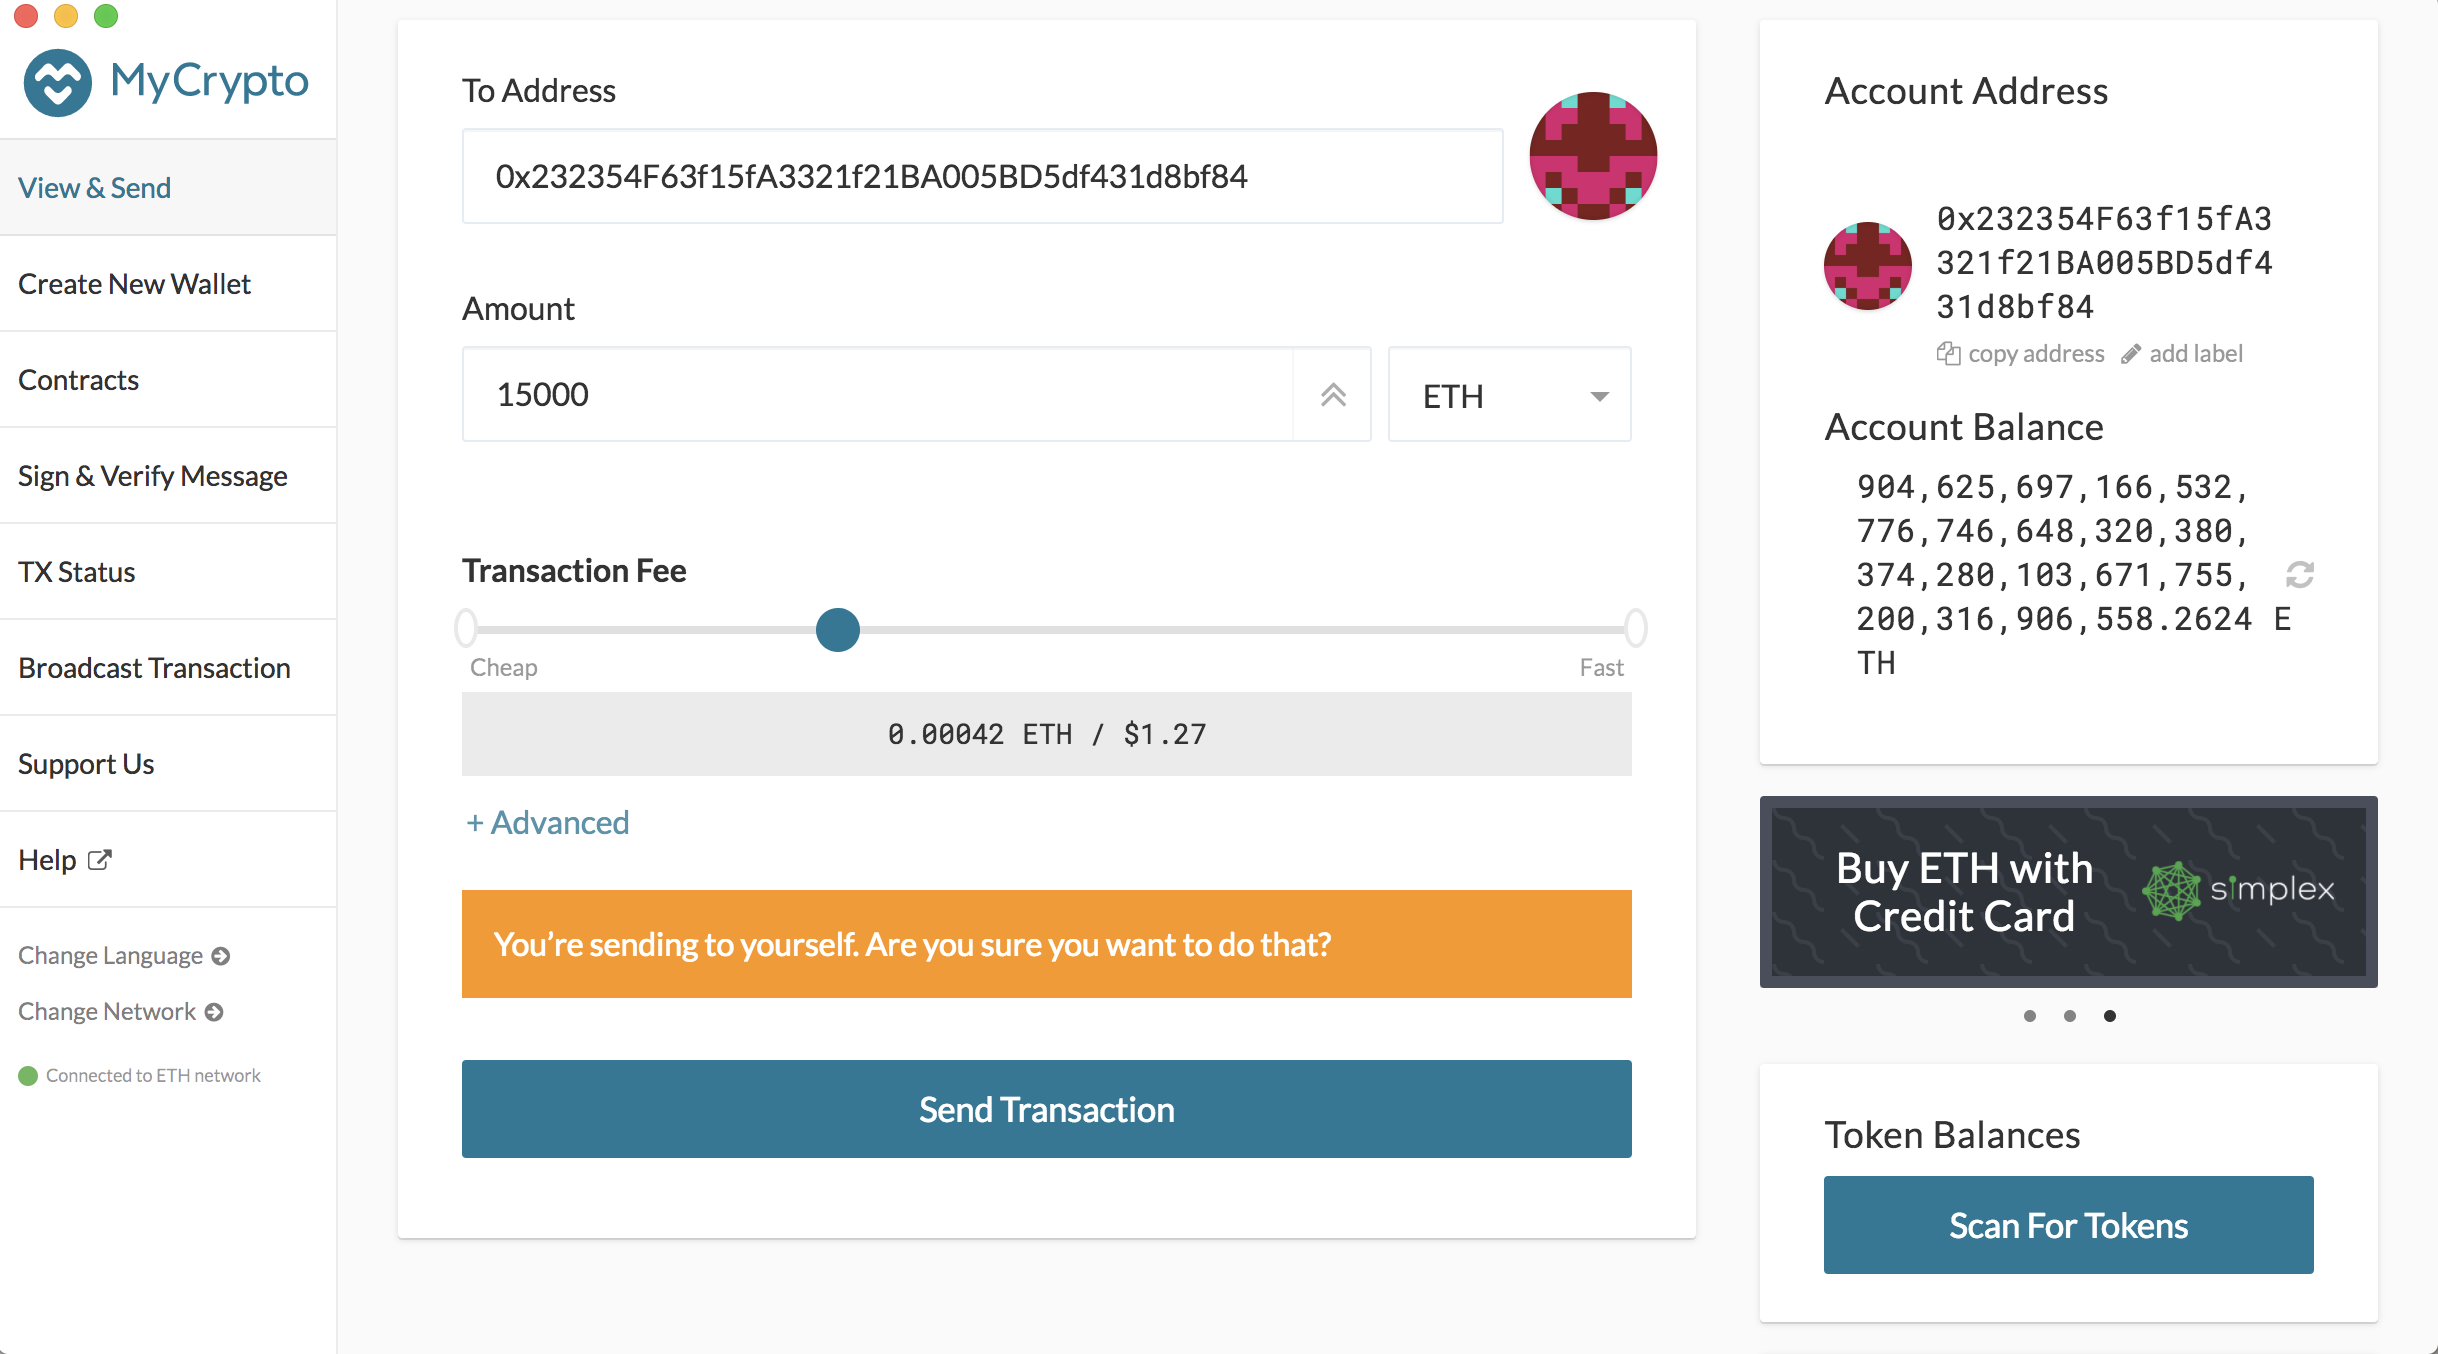 MyCrypto
View & Send
Create New Wallet
Contracts
Sign & Verify Message
TX Status
Broadcast Transaction
Support Us
Help
Change Language
Change Network
Connected to ETH network
To Address
0x232354F63f15fA3321f21BA005BD5df431d8bf84
Amount
15000
ETH
Transaction Fee
Cheap
Fast
0.00042 ETH / $1.27
+ Advanced
You’re sending to yourself. Are you sure you want to do that?
Send Transaction
Account Address
0x232354F63f15fA3
321f21BA005BD5df4
31d8bf84
copy address
add label
Account Balance
904,625,697,166,532,
776,746,648,320,380,
374,280,103,671,755,
200,316,906,558.2624 E
TH
Buy ETH with
Credit Card
simplex
Token Balances
Scan For Tokens